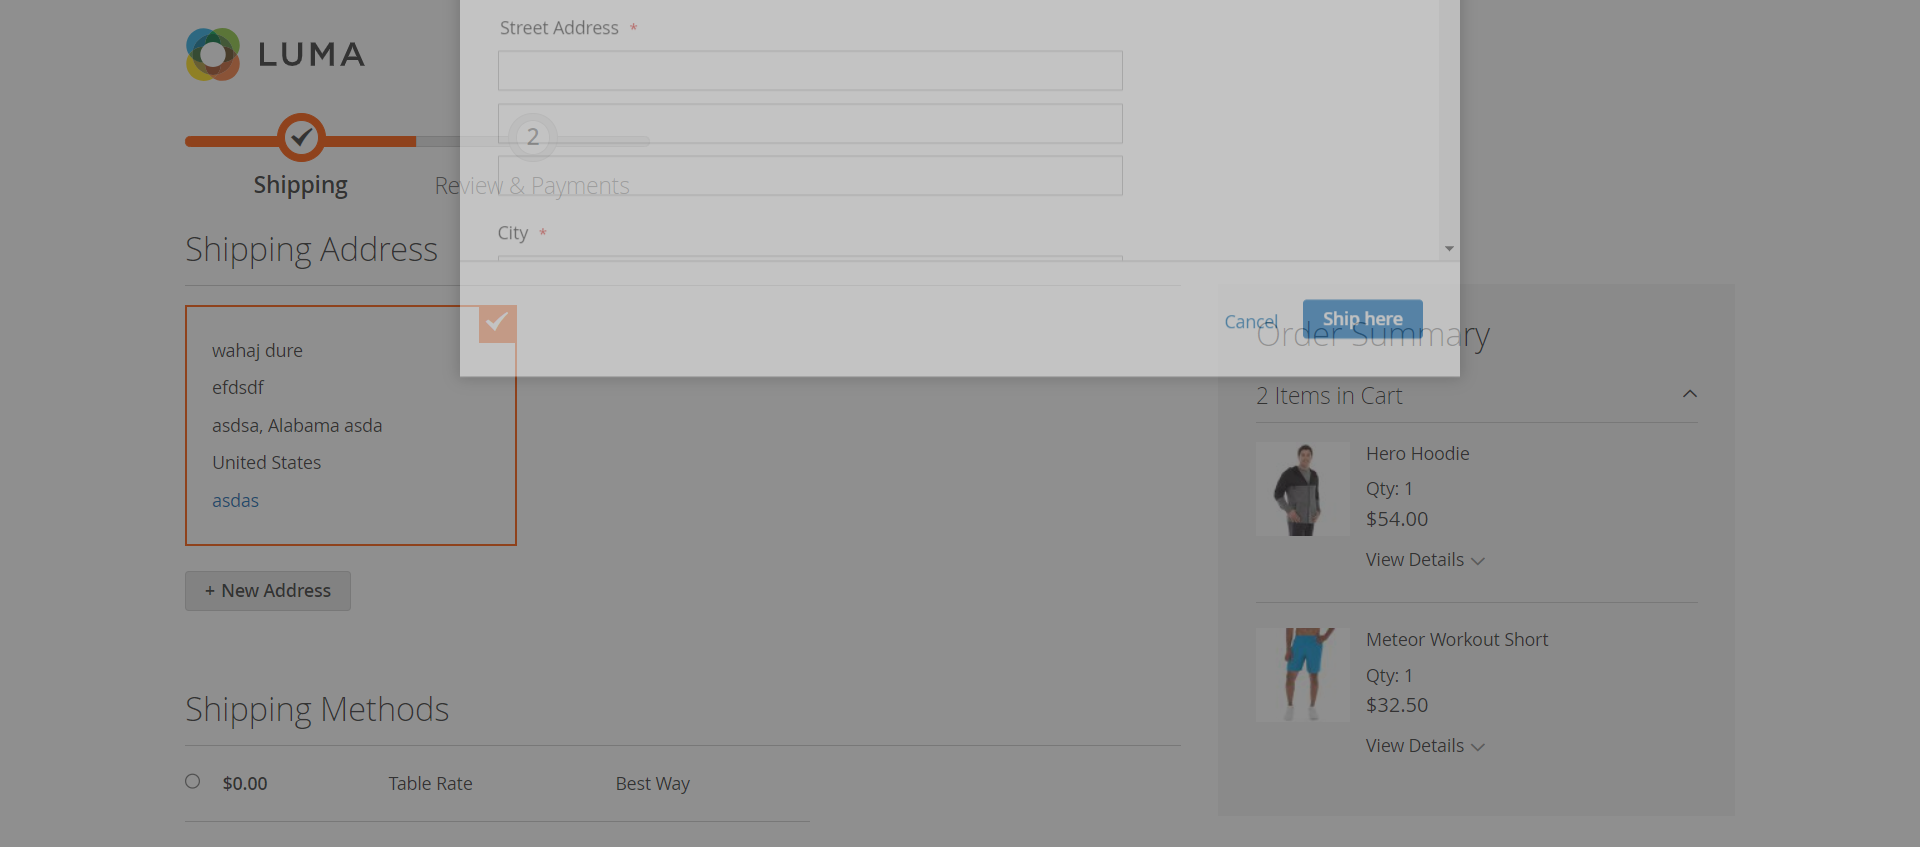 LUMA
Street Address *
2
Shipping
Review & Payments
City *
Shipping Address
Cancel
Ship here
Order Summary
wahaj dure
efdsdf
asdsa, Alabama asda
United States
asdas
+ New Address
2 Items in Cart
Hero Hoodie
Qty: 1
$54.00
View Details
Meteor Workout Short
Qty: 1
$32.50
View Details
Shipping Methods
$0.00 Table Rate Best Way